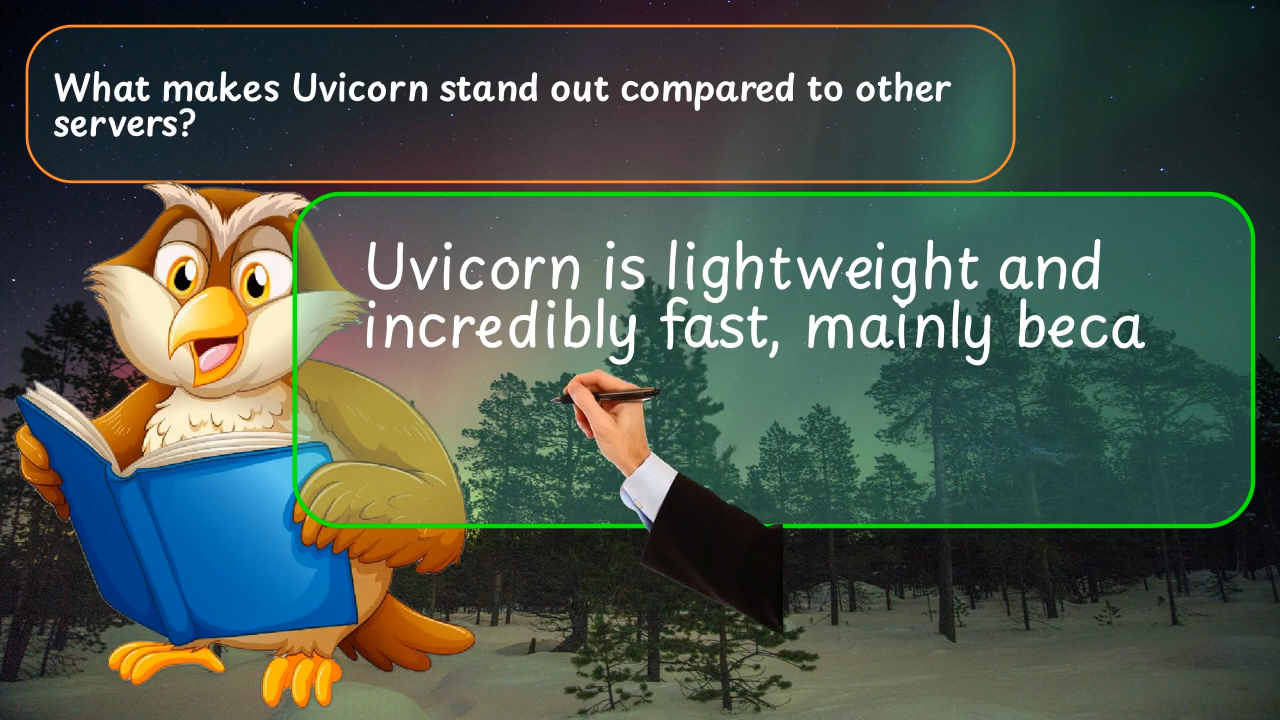 What makes Uvicorn stand out compared to other
servers?
Uvicorn is lightweight and
incredibly fast, mainly beca